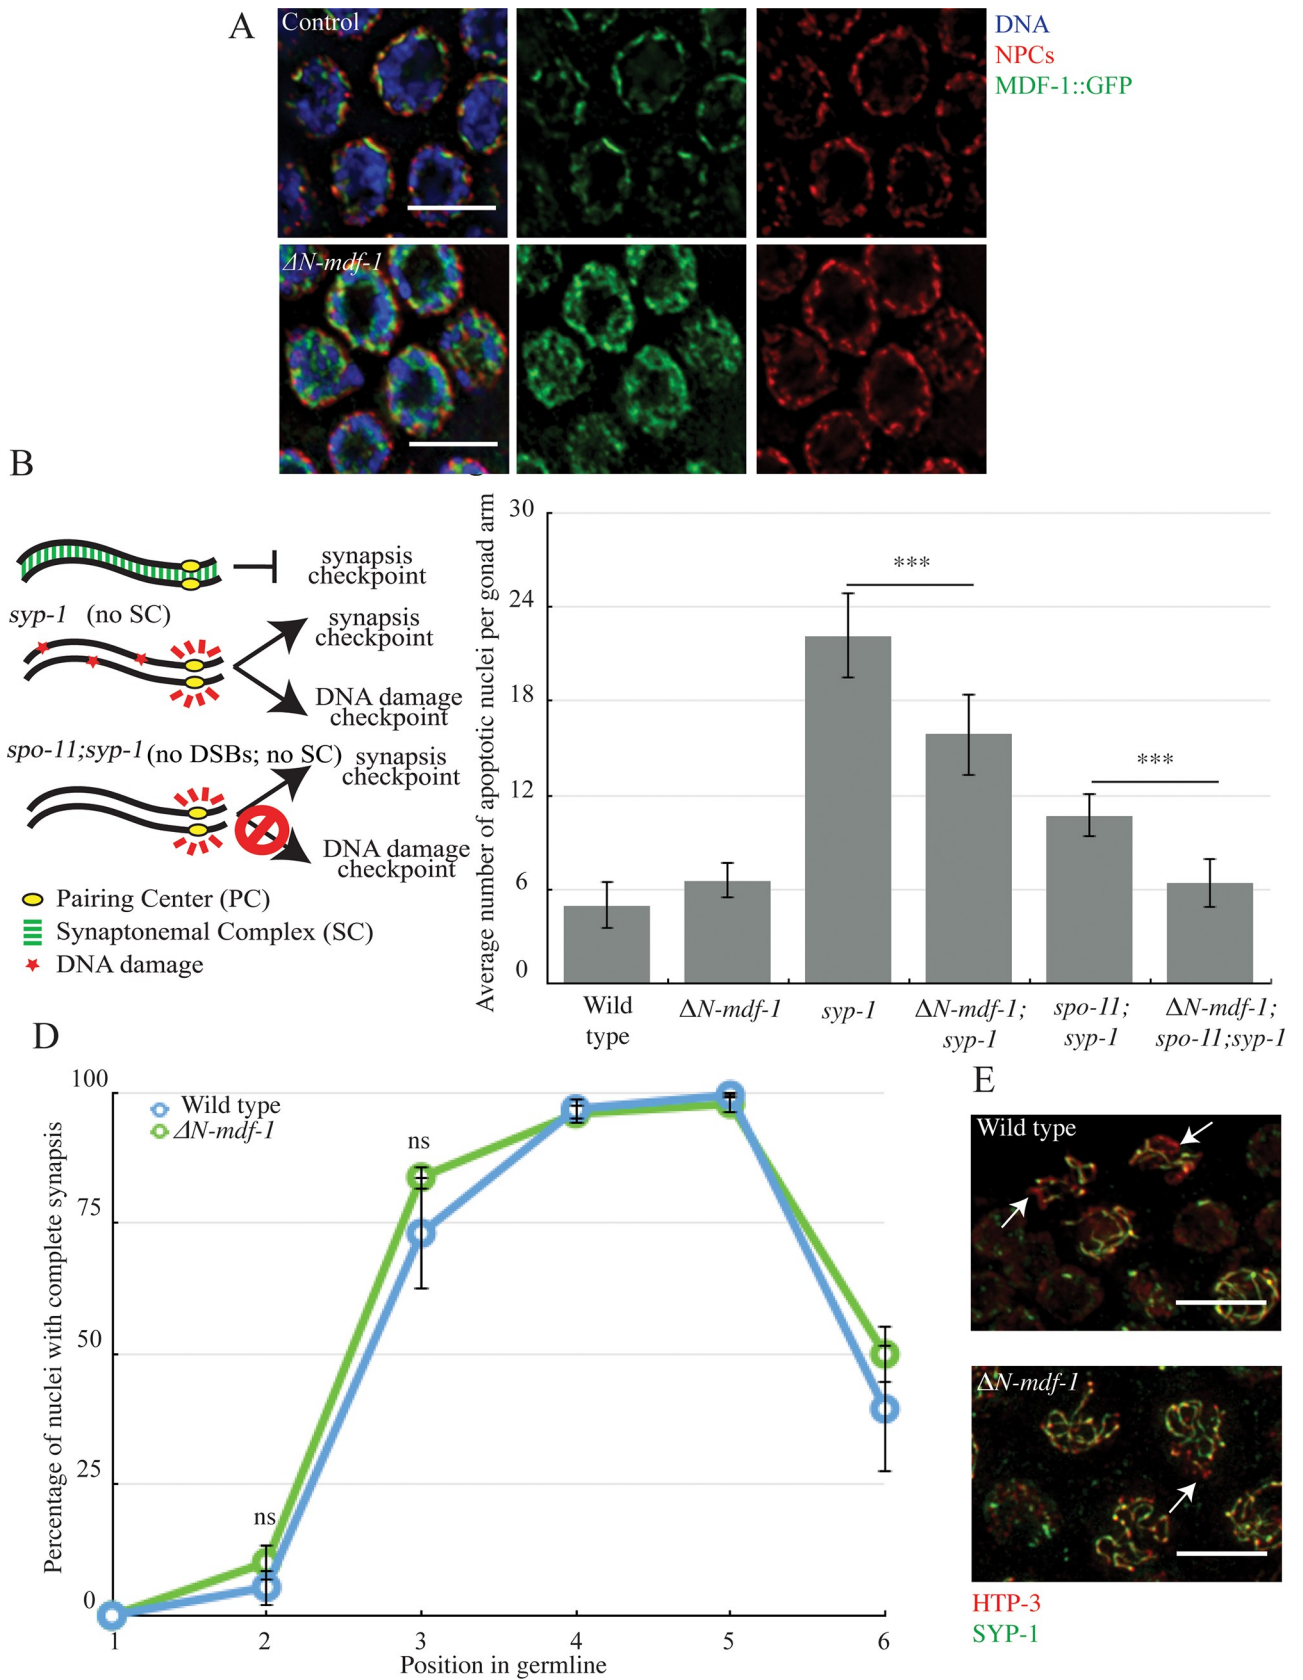 A
Control
DNA
NPCs
MDF-1::GFP
ΔN-mdf-1
B
synapsis
checkpoint
syp-1 (no SC)
synapsis
checkpoint
DNA damage
checkpoint
spo-11;syp-1 (no DSBs; no SC)
synapsis
checkpoint
DNA damage
checkpoint
Pairing Center (PC)
Synaptonemal Complex (SC)
DNA damage
Average number of apoptotic nuclei per gonad arm
30
24
18
12
6
0
***
***
Wild
type
ΔN-mdf-1
syp-1
ΔN-mdf-1;
syp-1
spo-11;
syp-1
ΔN-mdf-1;
spo-11;syp-1
D
Percentage of nuclei with complete synapsis
100
75
50
25
0
Wild type
ΔN-mdf-1
ns
ns
1 2 3 4 5 6
Position in germline
E
Wild type
ΔN-mdf-1
HTP-3
SYP-1